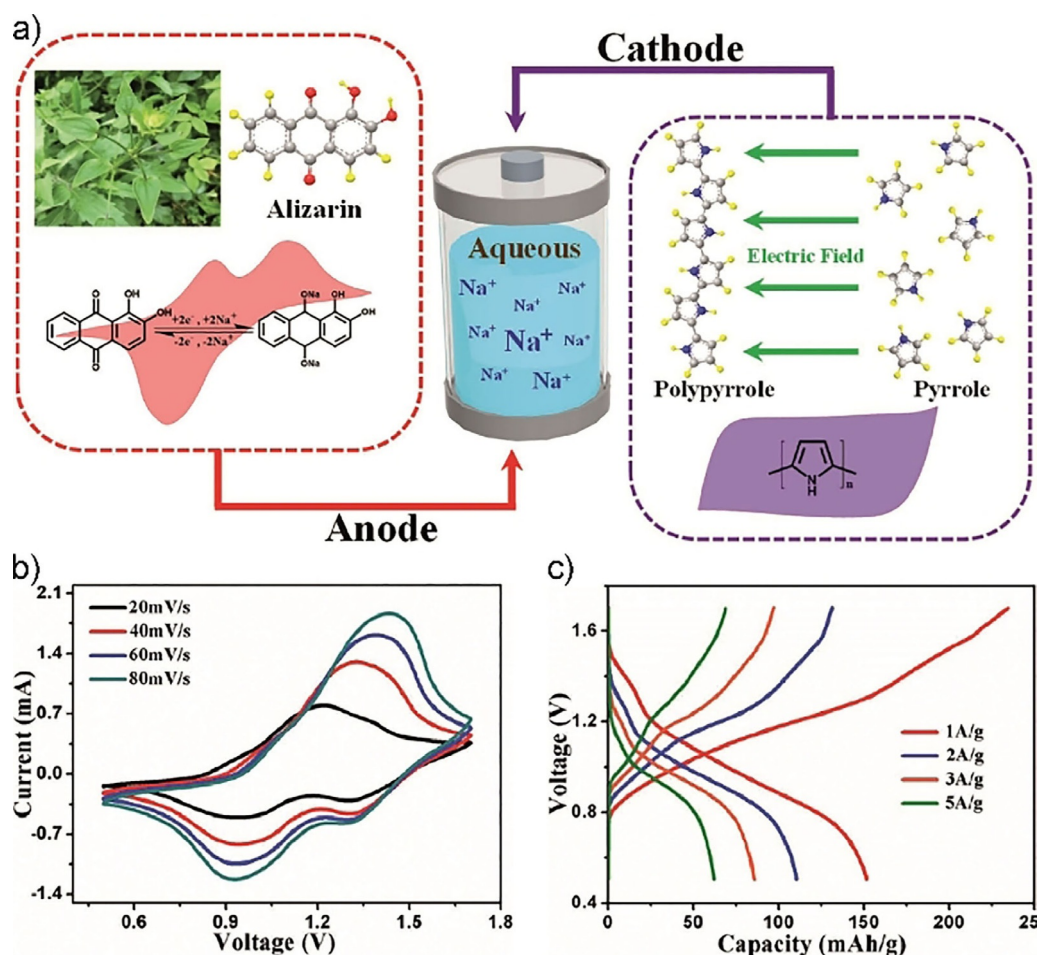 a)
Cathode
Alizarin
Aqueous
Na⁺ Na⁺
Na⁺
Na⁺ Na⁺ Na⁺
Na⁺ Na⁺
Electric Field
Polypyrrole
Pyrrole
O
OH
OH
O
+2e⁻, +2Na⁺
-2e⁻, -2Na⁺
ONa
OH
OH
ONa
N
H
n
Anode
b)
20mV/s
40mV/s
60mV/s
80mV/s
Current (mA)
2.1
1.4
0.7
0.0
-0.7
-1.4
0.6
0.9
1.2
1.5
1.8
Voltage (V)
c)
Voltage (V)
1.6
1.2
0.8
0.4
1A/g
2A/g
3A/g
5A/g
0
50
100
150
200
250
Capacity (mAh/g)